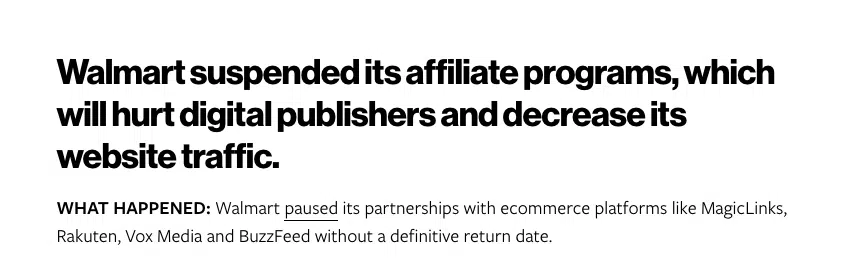 Walmart suspended its affiliate programs, which
will hurt digital publishers and decrease its
website traffic.
WHAT HAPPENED: Walmart paused its partnerships with ecommerce platforms like MagicLinks,
Rakuten, Vox Media and BuzzFeed without a definitive return date.